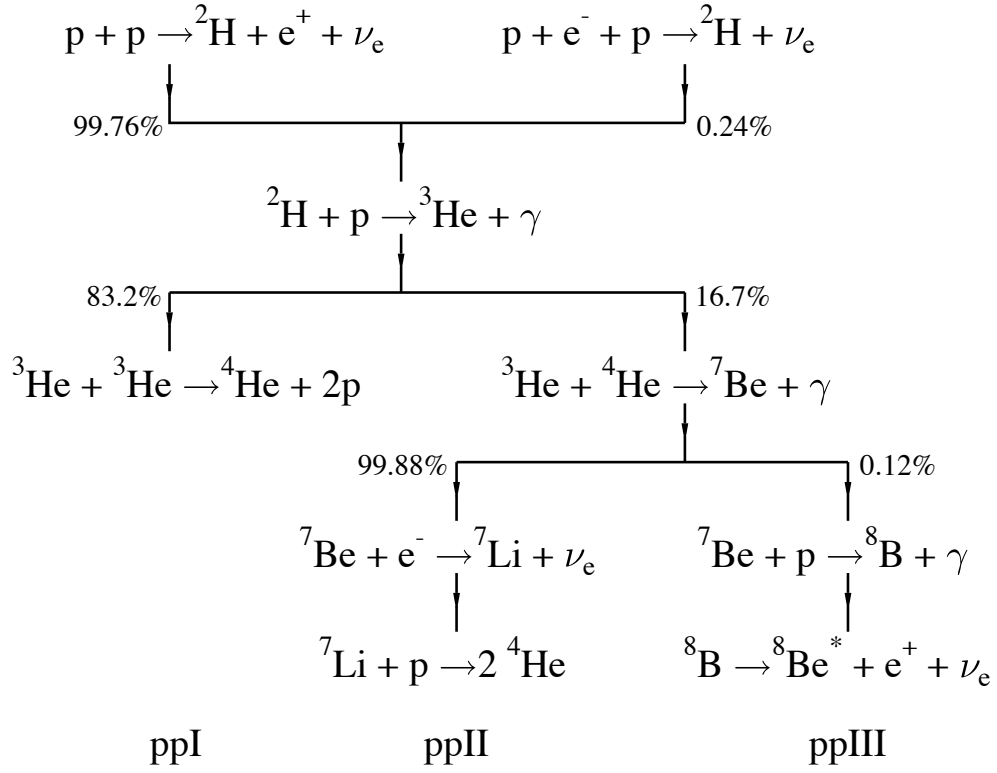 p + p → ²H + e⁺ + νₑ    p + e⁻ + p → ²H + νₑ
99.76%    0.24%
²H + p → ³He + γ
83.2%    16.7%
³He + ³He → ⁴He + 2p    ³He + ⁴He → ⁷Be + γ
99.88%    0.12%
⁷Be + e⁻ → ⁷Li + νₑ    ⁷Be + p → ⁸B + γ
⁷Li + p → 2 ⁴He    ⁸B → ⁸Be* + e⁺ + νₑ
ppI    ppII    ppIII